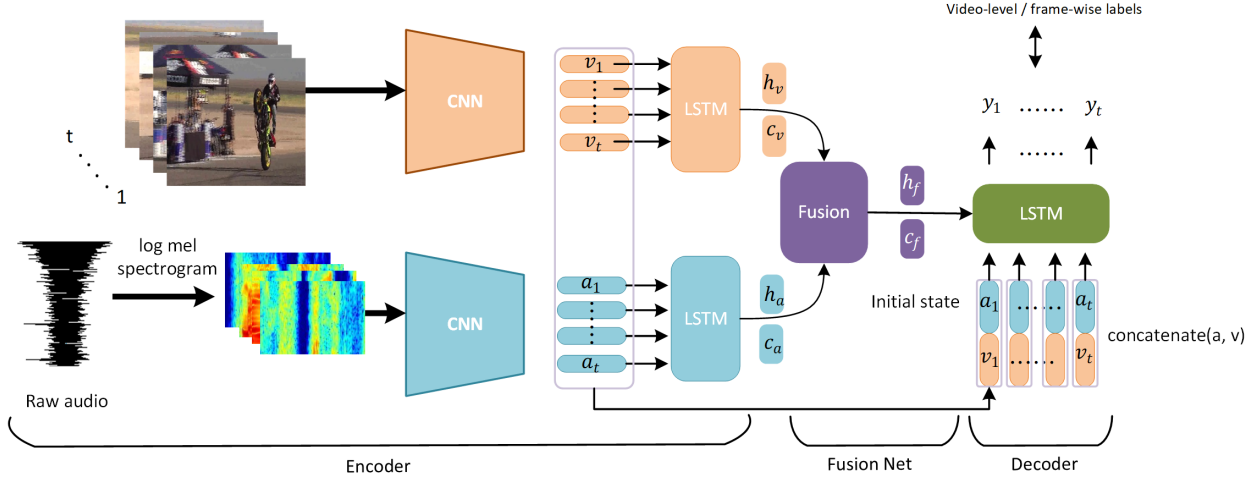 Video-level / frame-wise labels
y₁ ...... yₜ
......
t
1
CNN
v₁
vₜ
LSTM
hᵥ
cᵥ
Fusion
h_f
c_f
LSTM
Raw audio
log mel
spectrogram
CNN
a₁
aₜ
LSTM
hₐ
cₐ
Initial state
a₁ ...... aₜ
v₁ ...... vₜ
concatenate(a, v)
Encoder
Fusion Net
Decoder